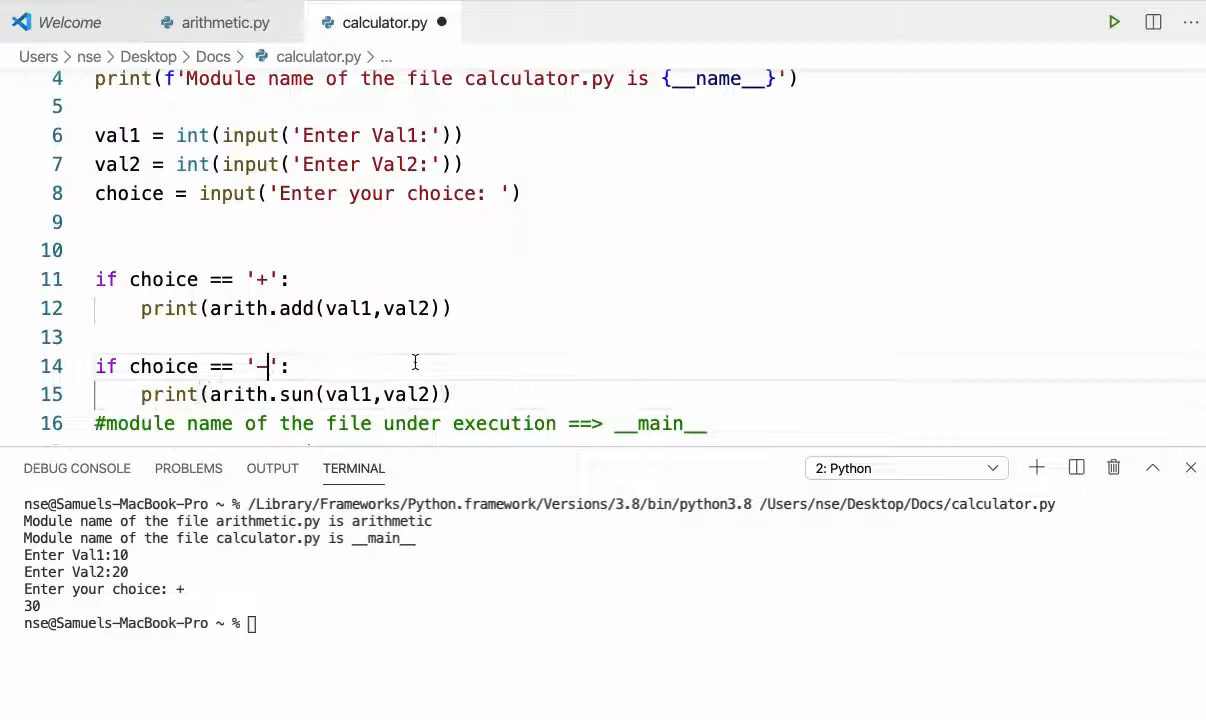 Welcome arithmetic.py calculator.py
Users > nse > Desktop > Docs > calculator.py > ...
4 print(f'Module name of the file calculator.py is {__name__}')
5
6 val1 = int(input('Enter Val1:'))
7 val2 = int(input('Enter Val2:'))
8 choice = input('Enter your choice: ')
9
10
11 if choice == '+':
12 print(arith.add(val1,val2))
13
14 if choice == '-':
15 print(arith.sun(val1,val2))
16 #module name of the file under execution ==> __main__
DEBUG CONSOLE PROBLEMS OUTPUT TERMINAL 2: Python
nse@Samuels-MacBook-Pro ~ % /Library/Frameworks/Python.framework/Versions/3.8/bin/python3.8 /Users/nse/Desktop/Docs/calculator.py
Module name of the file arithmetic.py is arithmetic
Module name of the file calculator.py is __main__
Enter Val1:10
Enter Val2:20
Enter your choice: +
30
nse@Samuels-MacBook-Pro ~ %